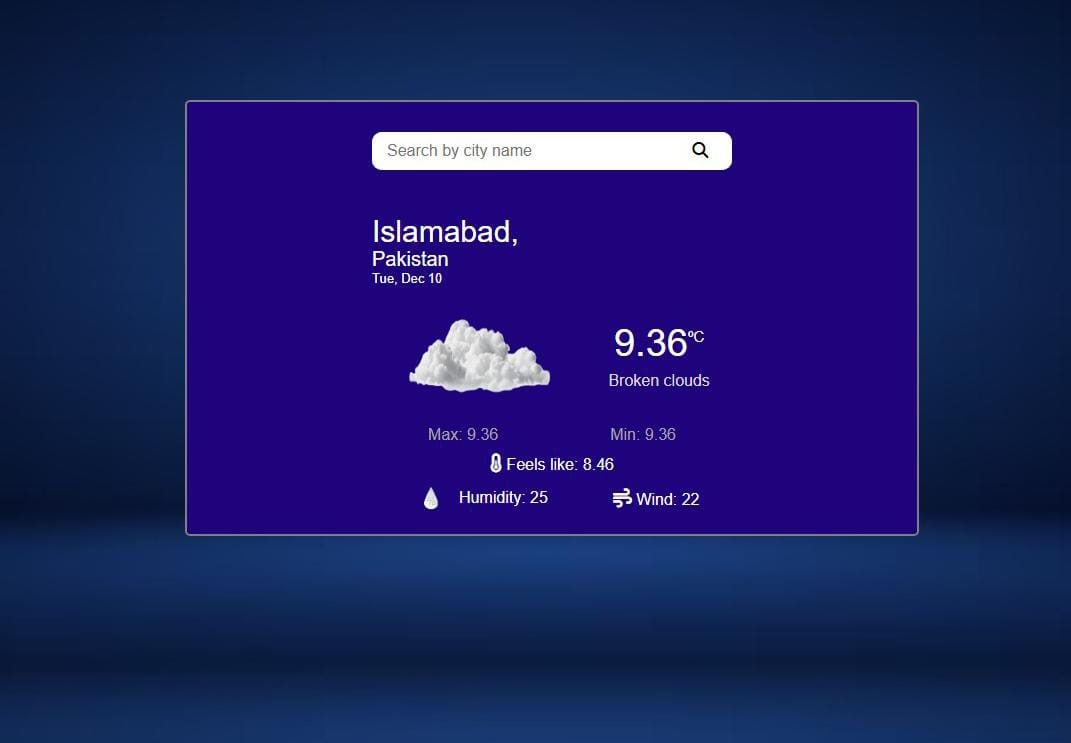 Search by city name
Islamabad,
Pakistan
Tue, Dec 10
9.36°C
Broken clouds
Max: 9.36 Min: 9.36
Feels like: 8.46
Humidity: 25 Wind: 22